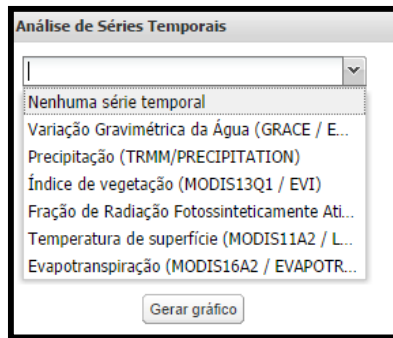 Análise de Séries Temporais
Nenhuma série temporal
Variação Gravimétrica da Água (GRACE / E...
Precipitação (TRMM/PRECIPITATION)
Índice de vegetação (MODIS13Q1 / EVI)
Fração de Radiação Fotossinteticamente Ati...
Temperatura de superfície (MODIS11A2 / L...
Evapotranspiração (MODIS16A2 / EVAPOTR...
Gerar gráfico